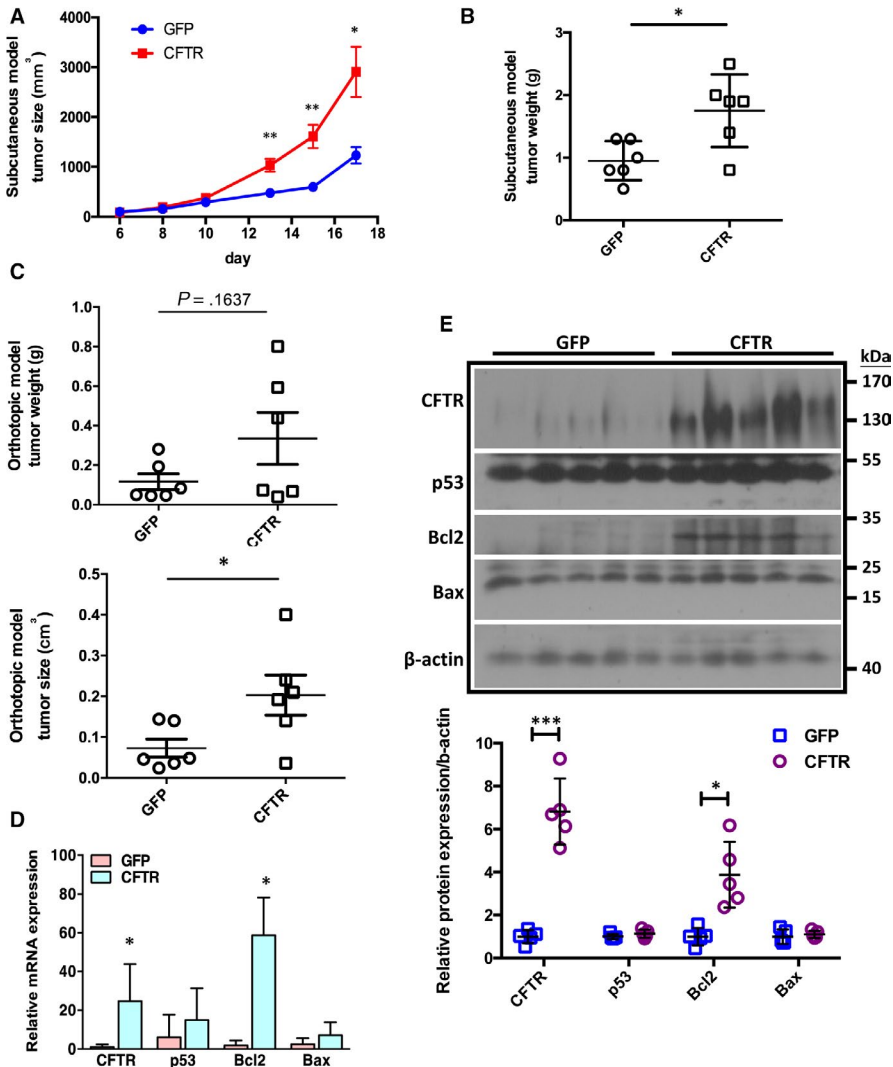 A
Subcutaneous model
tumor size (mm³)
4000
3000
2000
1000
0
GFP
CFTR
**
**
*
6
8
10
12
14
16
18
day
B
Subcutaneous model
tumor weight (g)
3
2
1
0
*
GFP
CFTR
C
P = .1637
Orthotopic model
tumor weight (g)
1.0
0.8
0.6
0.4
0.2
0.0
GFP
CFTR
Orthotopic model
tumor size (cm³)
0.5
0.4
0.3
0.2
0.1
0.0
*
GFP
CFTR
D
Relative mRNA expression
100
80
60
40
20
0
GFP
CFTR
*
*
CFTR
p53
Bcl2
Bax
E
GFP
CFTR
kDa
CFTR
170
130
p53
55
Bcl2
35
Bax
25
15
β-actin
40
Relative protein expression/b-actin
10
8
6
4
2
0
GFP
CFTR
***
*
CFTR
p53
Bcl2
Bax